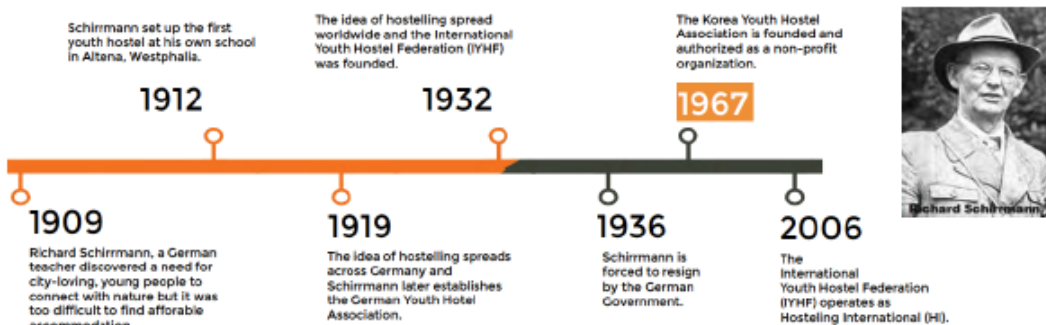 Schirrmann set up the first
youth hostel at his own school
in Altena, Westphalia.
1912
The idea of hostelling spread
worldwide and the International
Youth Hostel Federation (IYHF)
was founded.
1932
The Korea Youth Hostel
Association is founded and
authorized as a non-profit
organization.
1967
Richard Schirrmann
1909
Richard Schirrmann, a German
teacher discovered a need for
city-loving, young people to
connect with nature but it was
too difficult to find afforable
accommodation
1919
The idea of hostelling spreads
across Germany and
Schirrmann later establishes
the German Youth Hotel
Association.
1936
Schirrmann is
forced to resign
by the German
Government.
2006
The
International
Youth Hostel Federation
(IYHF) operates as
Hosteling International (HI).